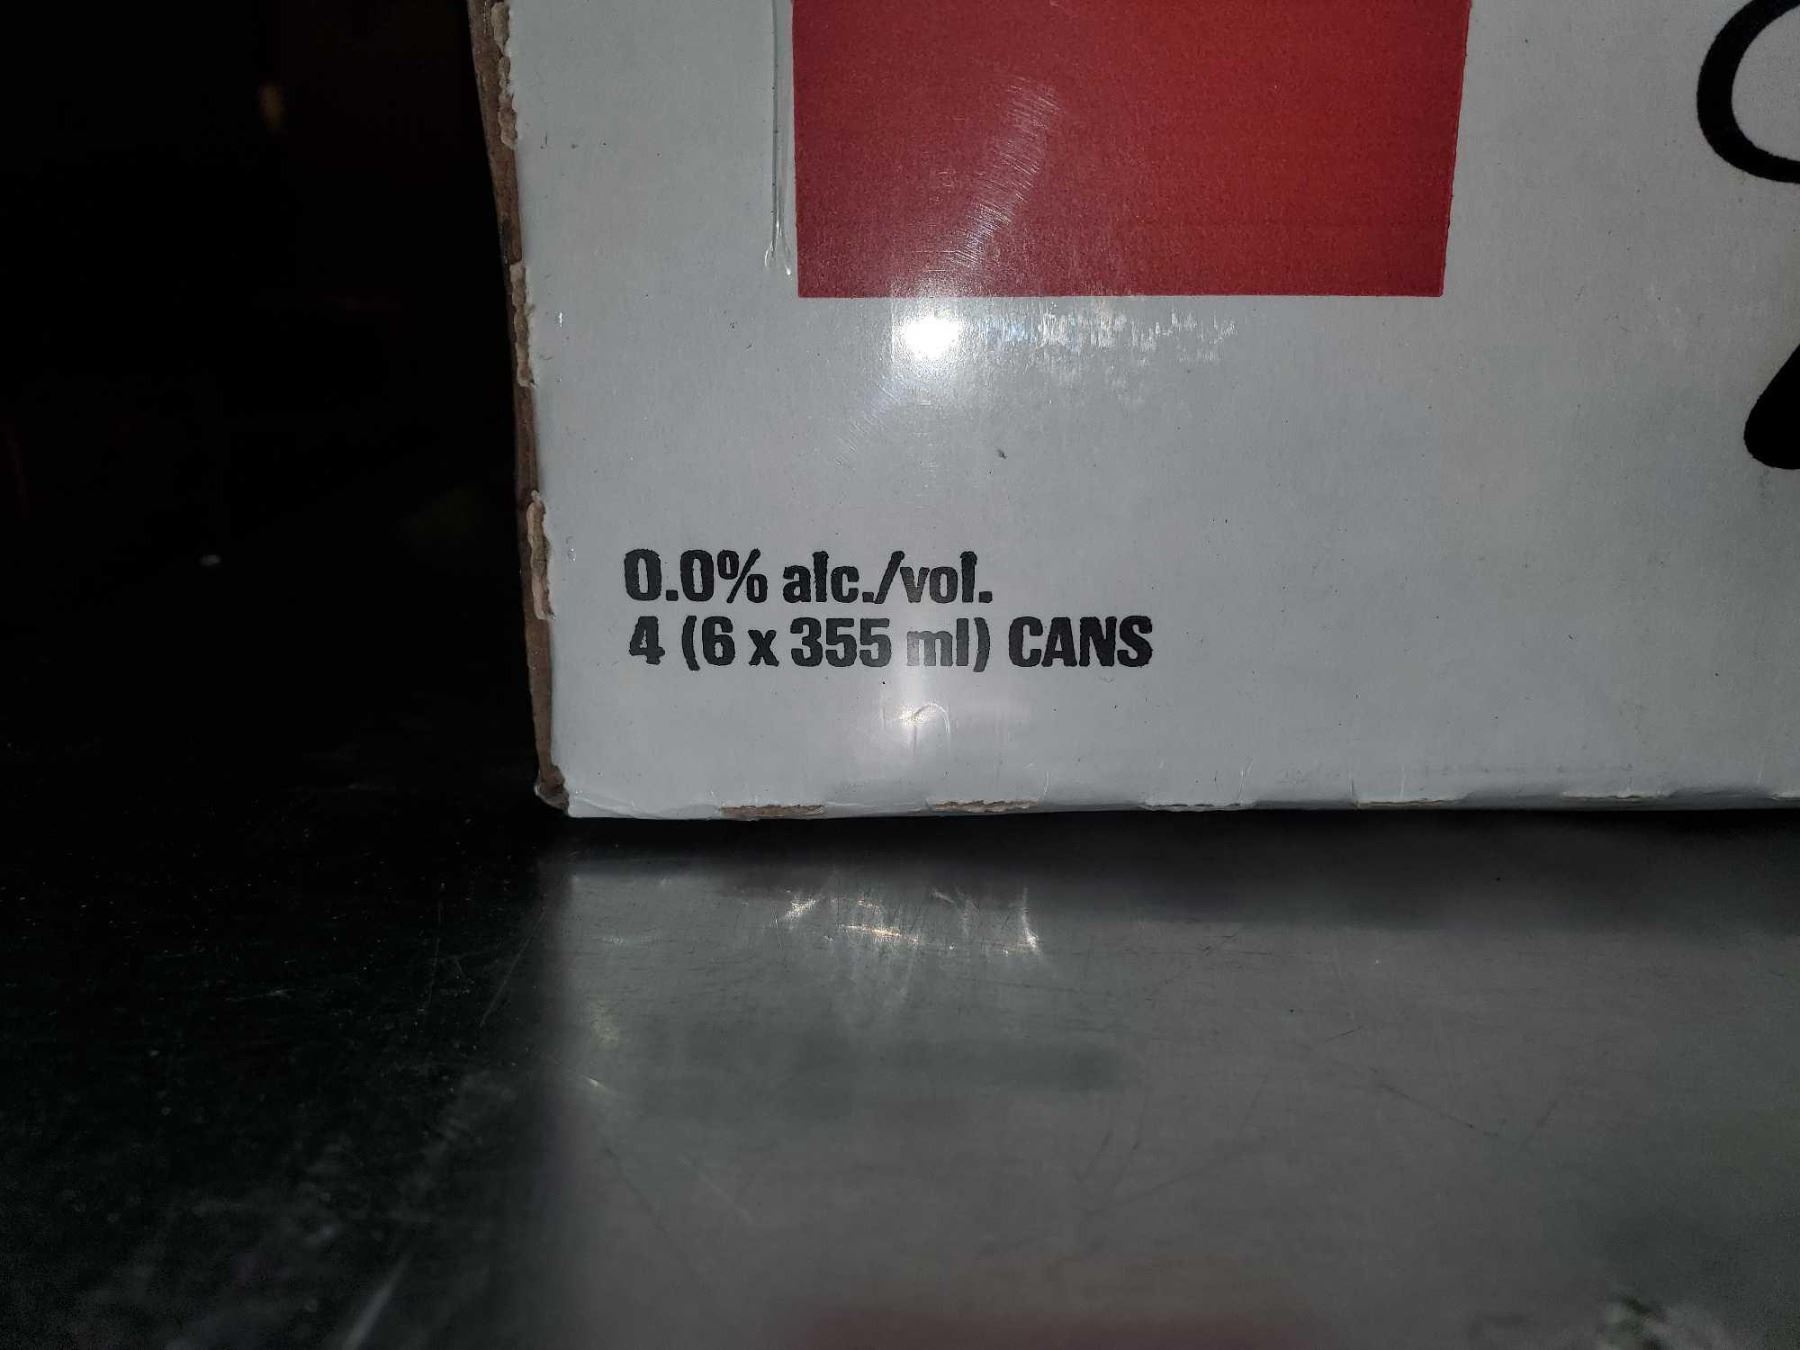 0.0% alc./vol.
4 (6 x 355 ml) CANS